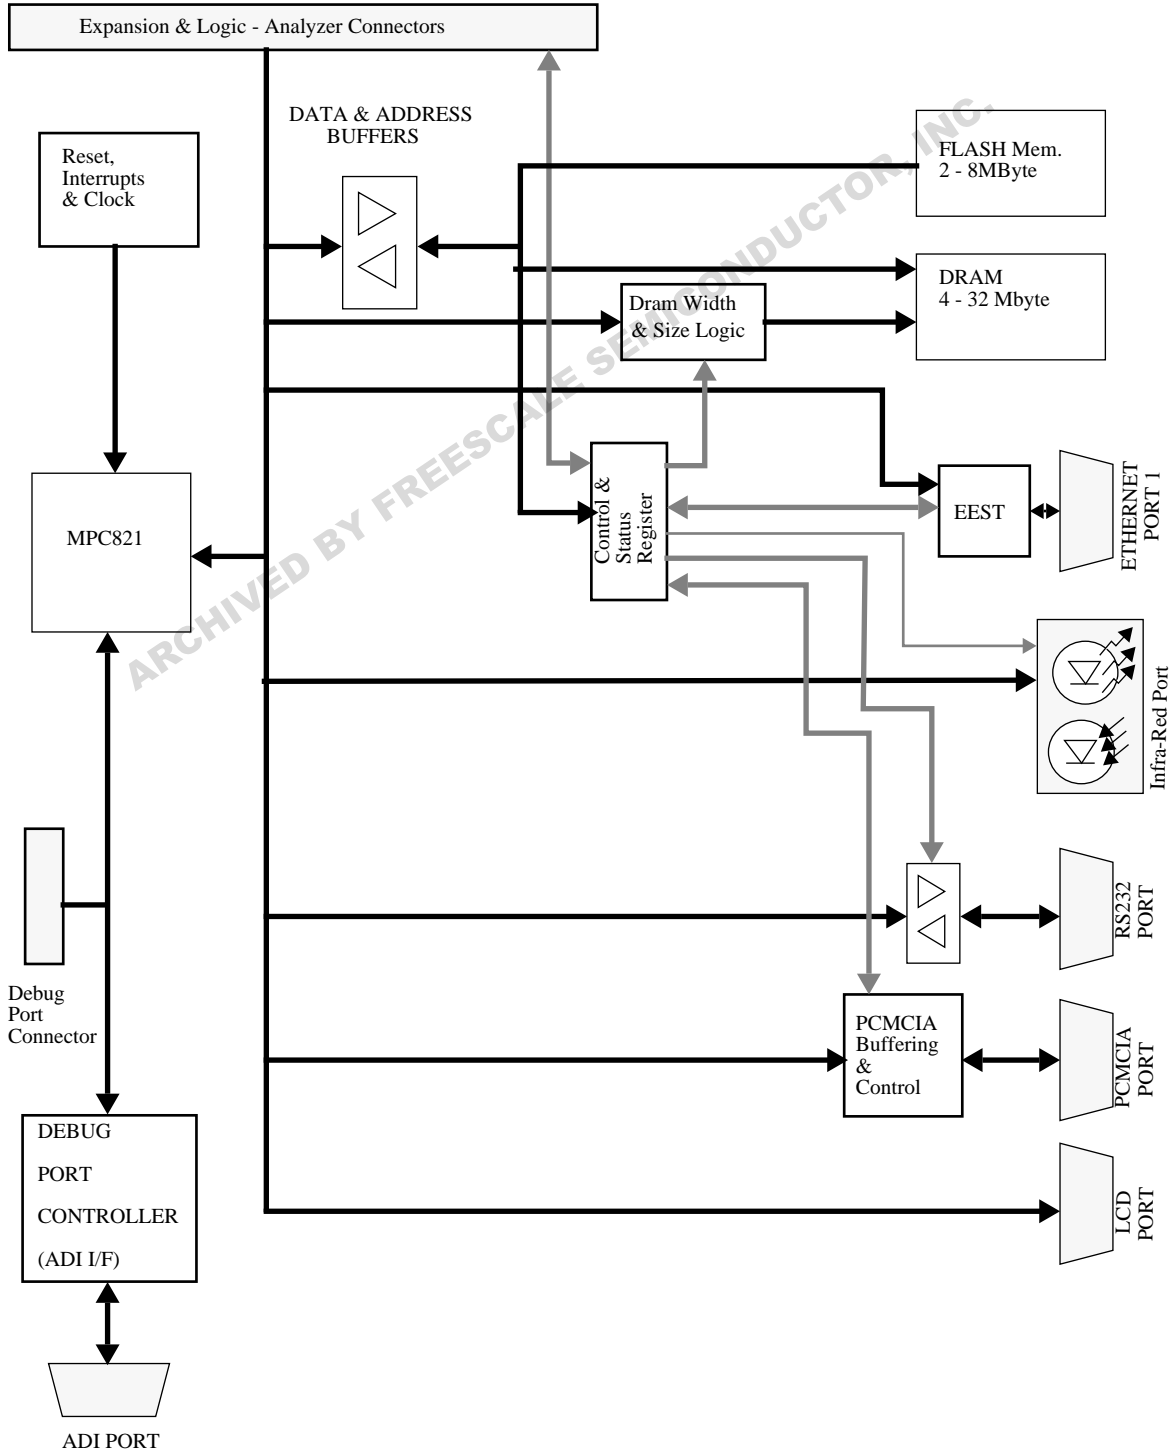 Expansion & Logic - Analyzer Connectors
DATA & ADDRESS
BUFFERS
Reset,
Interrupts
& Clock
FLASH Mem.
2 - 8MByte
DRAM
4 - 32 Mbyte
Dram Width
& Size Logic
Control &
Status
Register
MPC821
EEST
ETHERNET
PORT 1
Infra-Red Port
RS232
PORT
Debug
Port
Connector
PCMCIA
Buffering
&
Control
PCMCIA
PORT
DEBUG
PORT
CONTROLLER
(ADI I/F)
LCD
PORT
ADI PORT
ARCHIVED BY FREESCALE SEMICONDUCTOR, INC.